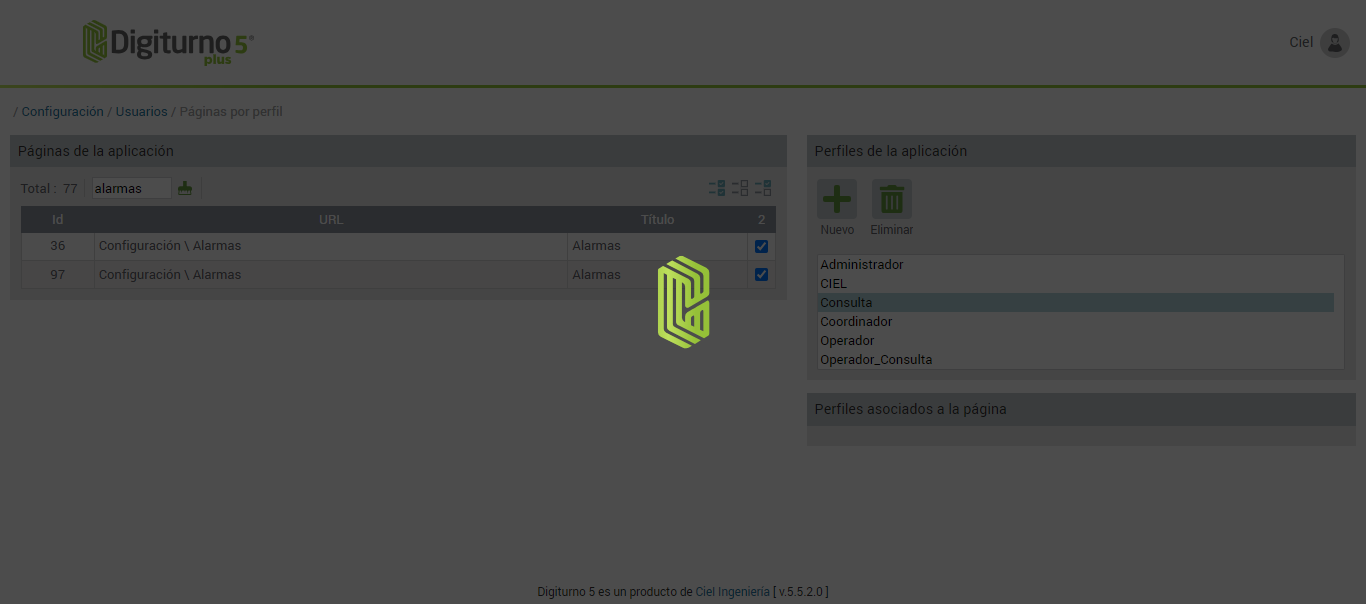 Digiturno 5®
plus
Ciel
/ Configuración / Usuarios / Páginas por perfil
Páginas de la aplicación
Total : 77
alarmas
Id URL Título 2
36 Configuración \ Alarmas Alarmas
97 Configuración \ Alarmas Alarmas
Perfiles de la aplicación
Nuevo Eliminar
Administrador
CIEL
Consulta
Coordinador
Operador
Operador_Consulta
Perfiles asociados a la página
Digiturno 5 es un producto de Ciel Ingeniería [ v.5.5.2.0 ]